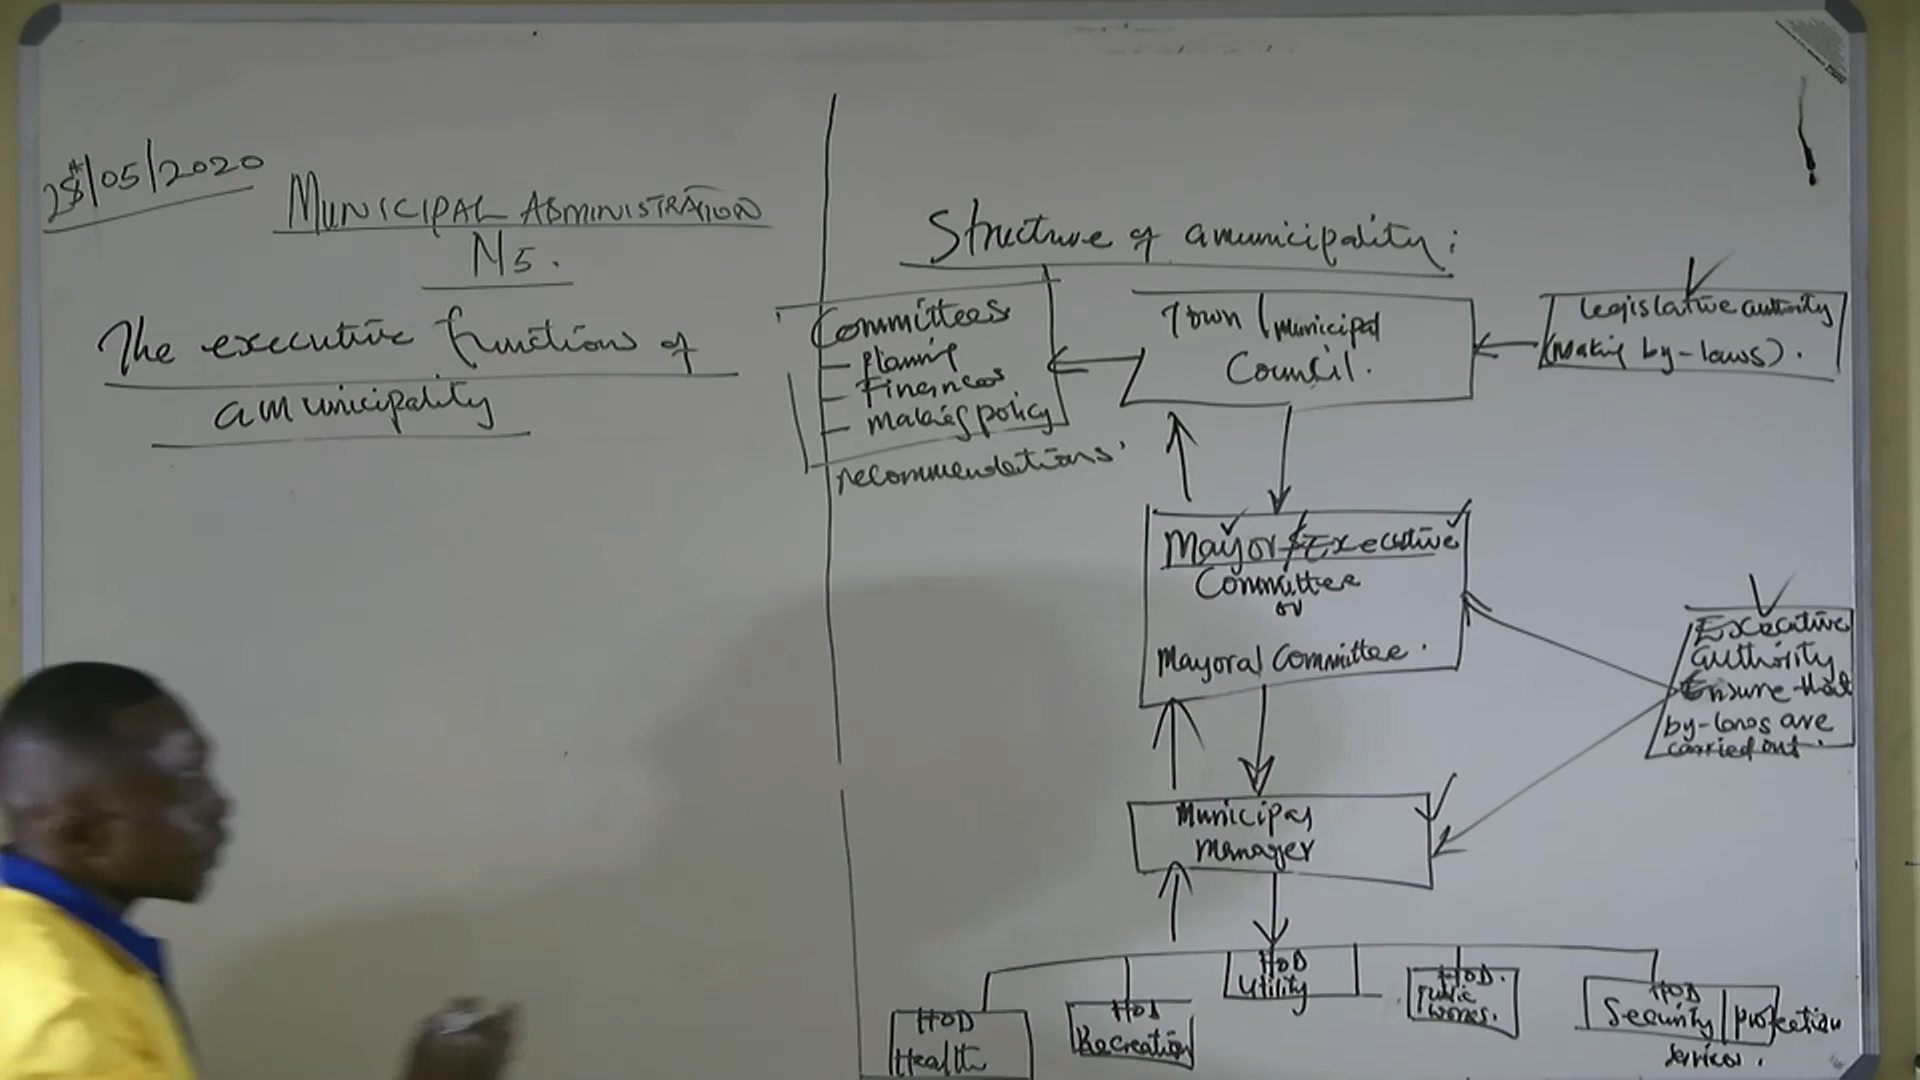 28th/05/2020
MUNICIPAL ADMINISTRATION
N5.
The executive functions of
a municipality
Structure of a municipality:
Committees
- planning
- Finances
- makes policy
recommendations.
Town / Municipal
Council.
Legislative authority
(Making by-laws).
Mayor & Executive
Committee
or
Mayoral Committee.
Executive
authority
Ensure that
by-laws are
carried out.
Municipal
Manager
HOD
Health
HOD
Recreation
HOD
Utility
HOD.
Public
works.
HOD
Security / protection
services.